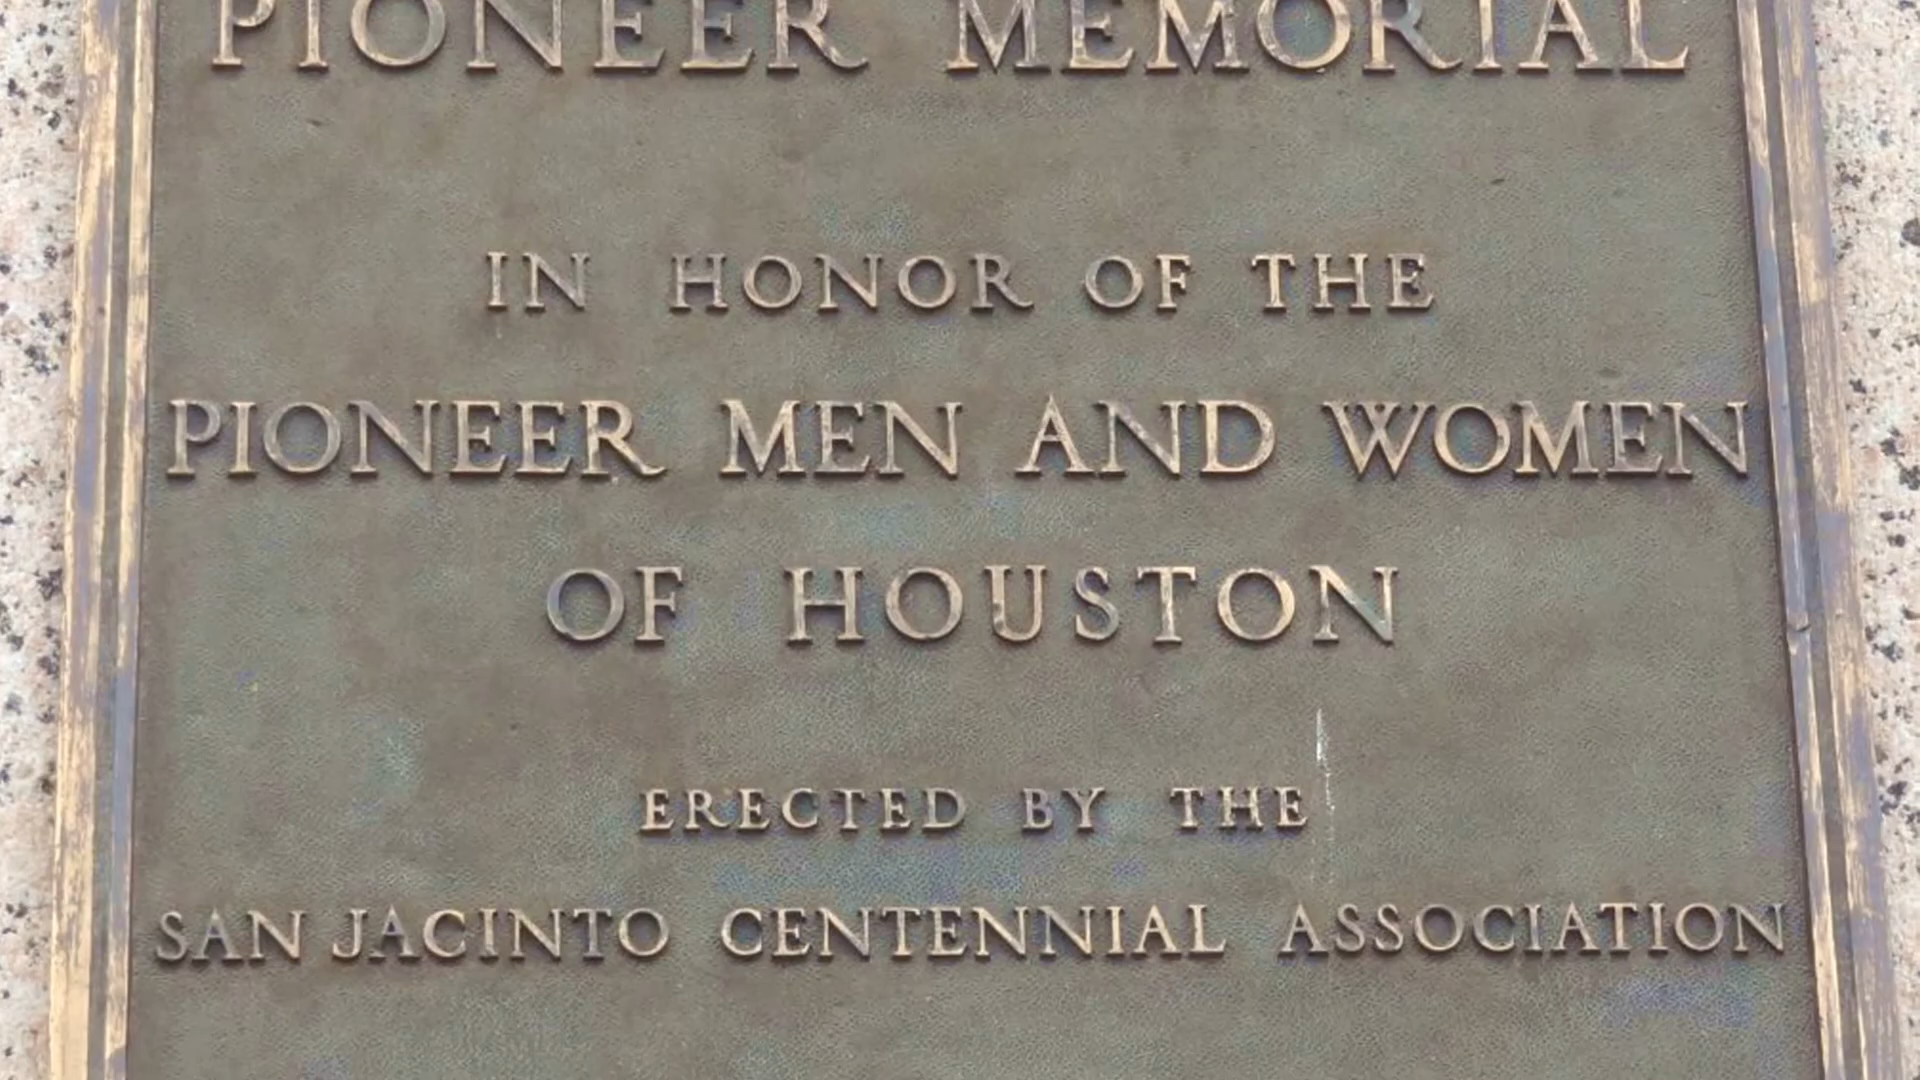 PIONEER MEMORIAL
IN HONOR OF THE
PIONEER MEN AND WOMEN
OF HOUSTON
ERECTED BY THE
SAN JACINTO CENTENNIAL ASSOCIATION